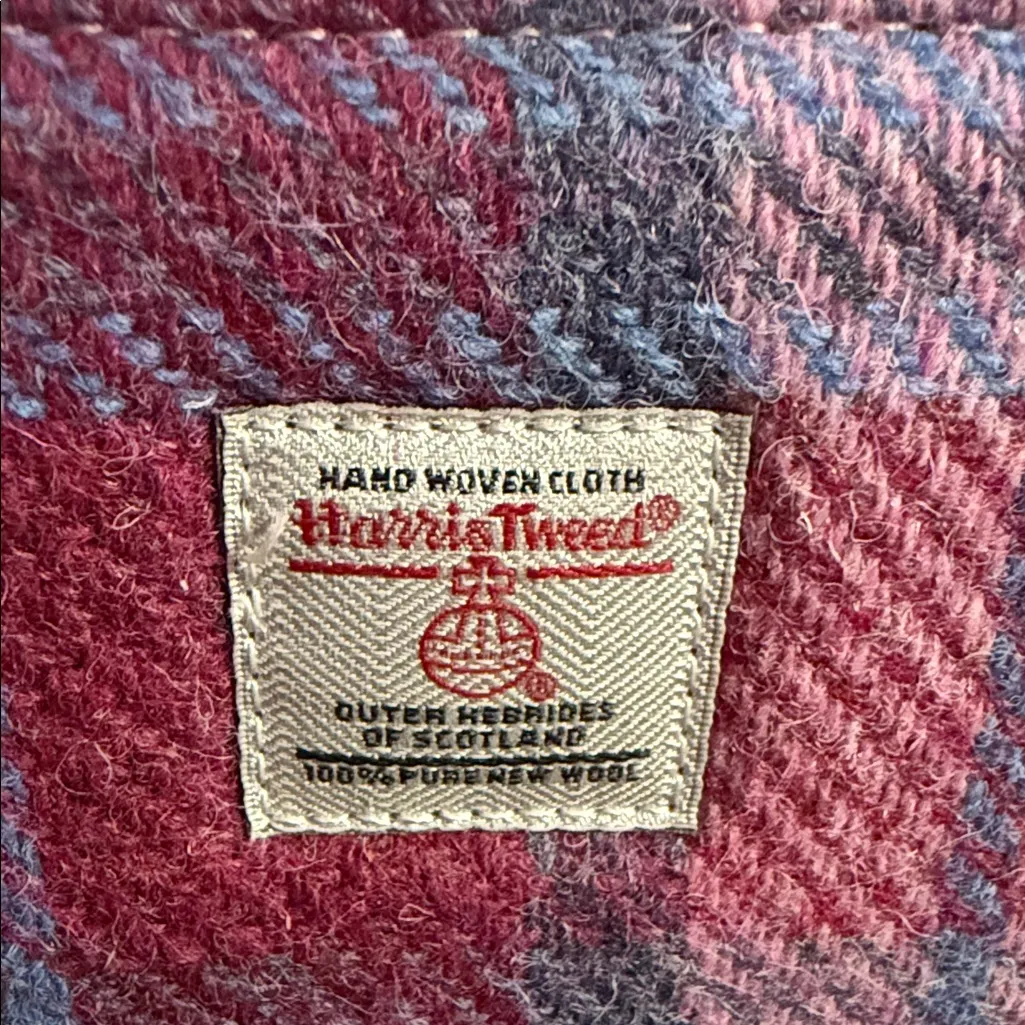 HAND WOVEN CLOTH
Harris Tweed®
®
OUTER HEBRIDES
OF SCOTLAND
100% PURE NEW WOOL